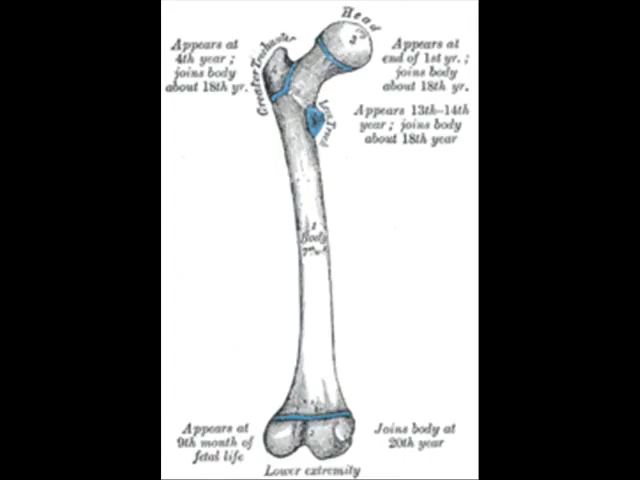 Head
Greater Trochanter
Appears at
4th year ;
joins body
about 18th yr.
Appears at
end of 1st yr. ;
joins body
about 18th yr.
Appears 13th–14th
year ; joins body
about 18th year
Body
Appears at
9th month of
fetal life
Joins body at
20th year
Lower extremity